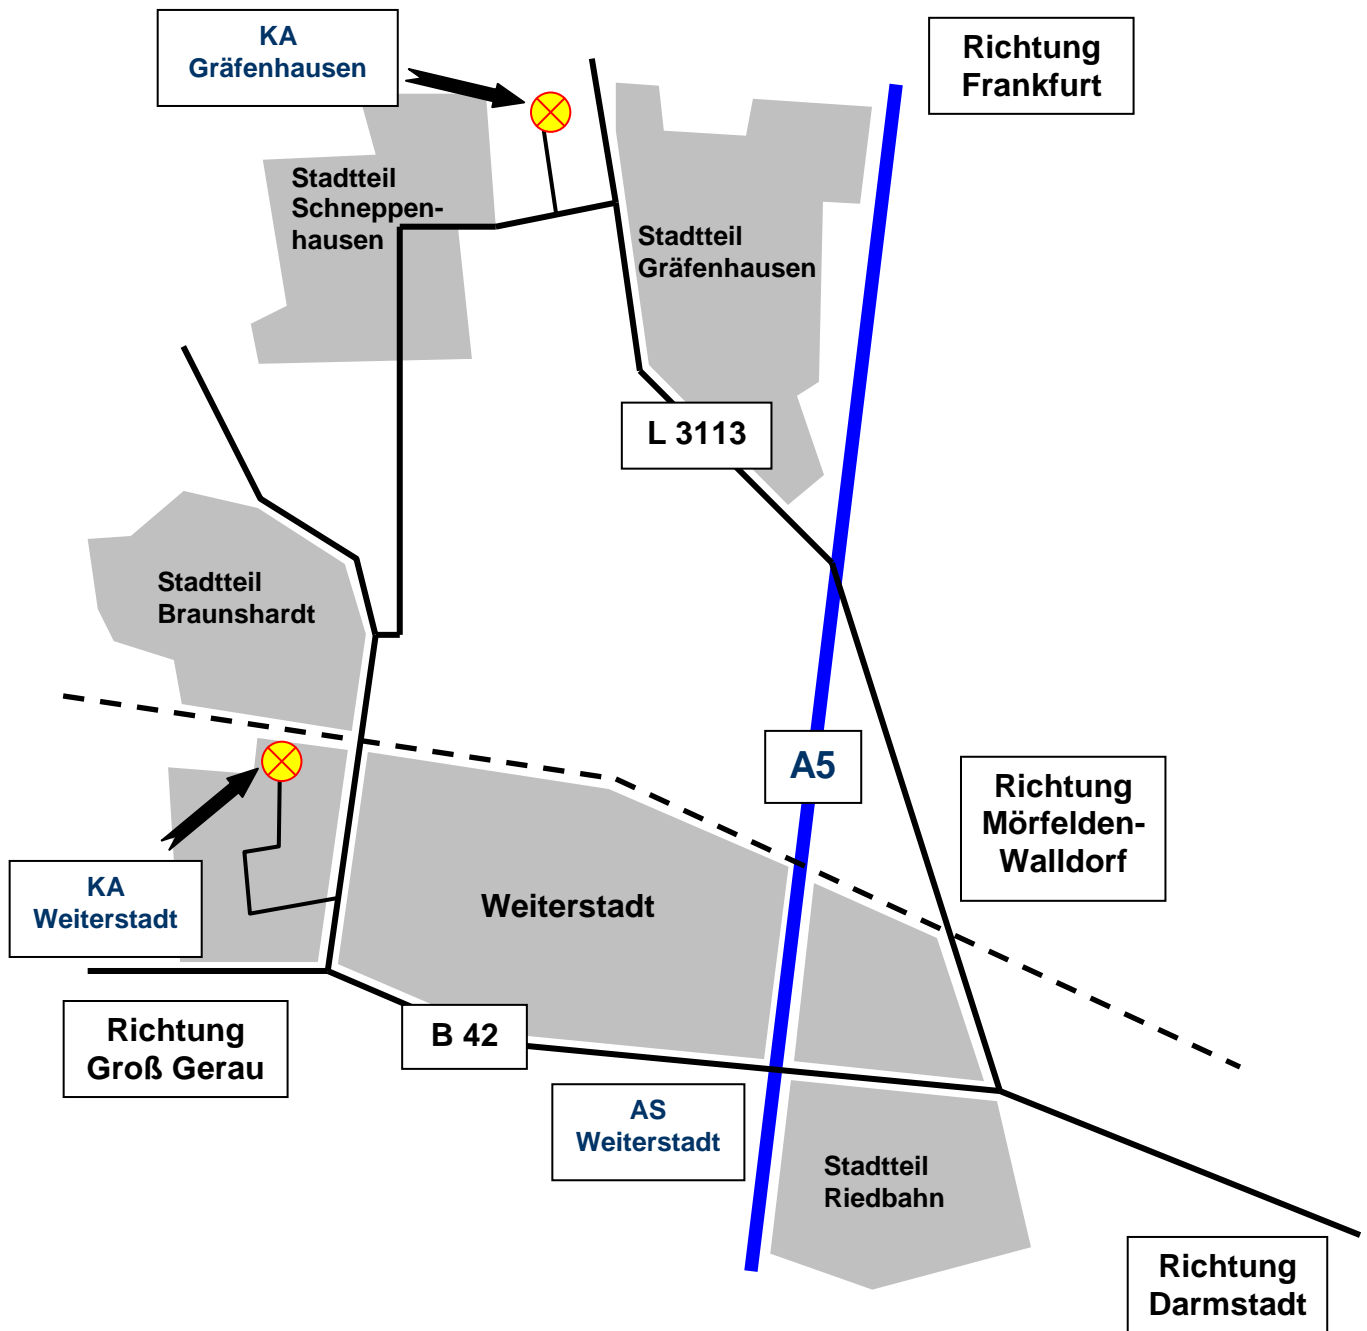 KA
Gräfenhausen
Richtung
Frankfurt
Stadtteil
Schneppen-
hausen
Stadtteil
Gräfenhausen
L 3113
Stadtteil
Braunshardt
A5
Richtung
Mörfelden-
Walldorf
KA
Weiterstadt
Weiterstadt
Richtung
Groß Gerau
B 42
AS
Weiterstadt
Stadtteil
Riedbahn
Richtung
Darmstadt